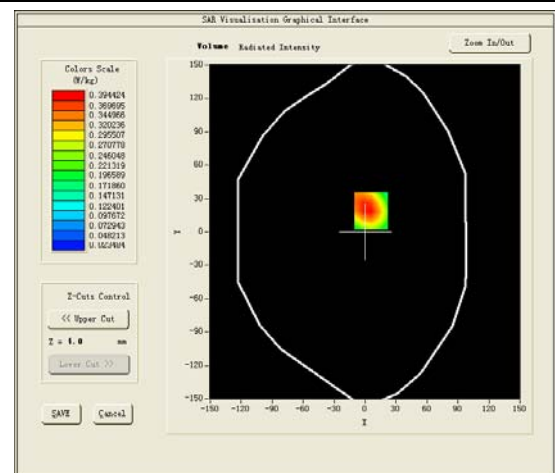 SAR Visualisation Graphical Interface
Volume Radiated Intensity
Zoom In/Out
Colors Scale
(W/kg)
0.394424
0.369695
0.344966
0.320236
0.295507
0.270778
0.246048
0.221319
0.196589
0.171860
0.147131
0.122401
0.097672
0.072943
0.048213
0.023484
150
120
90
60
30
0
-30
-60
-90
-120
-150
Y
-150 -120 -90 -60 -30 0 30 60 90 120 150
X
Z-Cuts Control
<< Upper Cut
Z = 4.0 mm
Lower Cut >>
SAVE Cancel